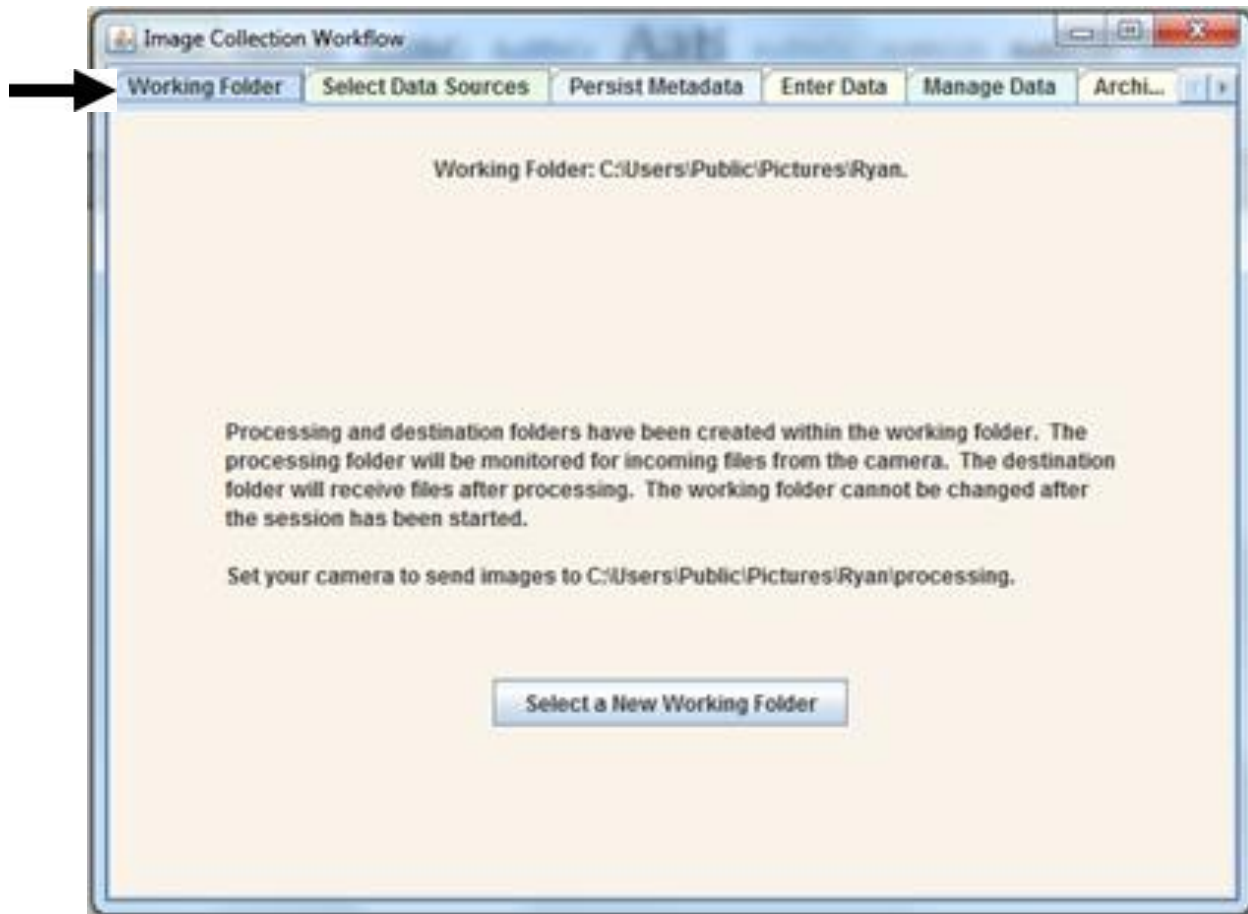 Image Collection Workflow
Working Folder Select Data Sources Persist Metadata Enter Data Manage Data Archi...
Working Folder: C:\Users\Public\Pictures\Ryan.
Processing and destination folders have been created within the working folder. The
processing folder will be monitored for incoming files from the camera. The destination
folder will receive files after processing. The working folder cannot be changed after
the session has been started.
Set your camera to send images to C:\Users\Public\Pictures\Ryan\processing.
Select a New Working Folder